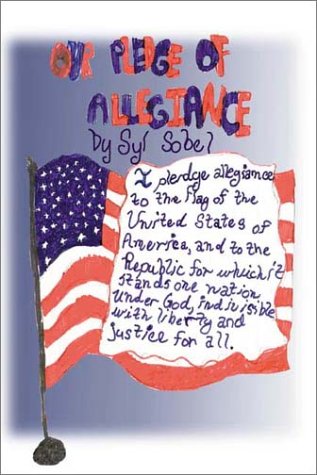 OUR PLEDGE OF
ALLEGIANCE
by Syl Sobel
I plerdge allegiance
to the flag of the
United States of
America, and to the
Republic for which it
stands one nation,
Under God, indivisible
with liberty and
justice for all.